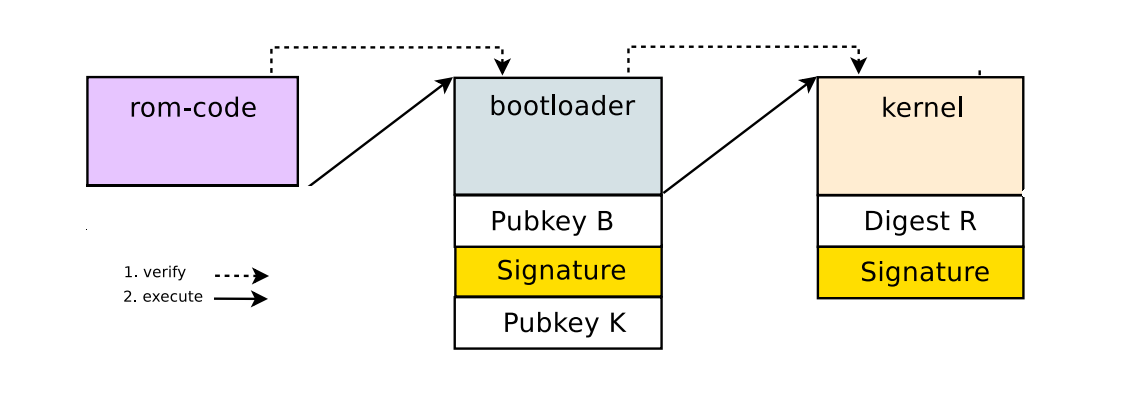 rom-code
bootloader
kernel
Pubkey B
Digest R
Signature
Signature
Pubkey K
1. verify
2. execute